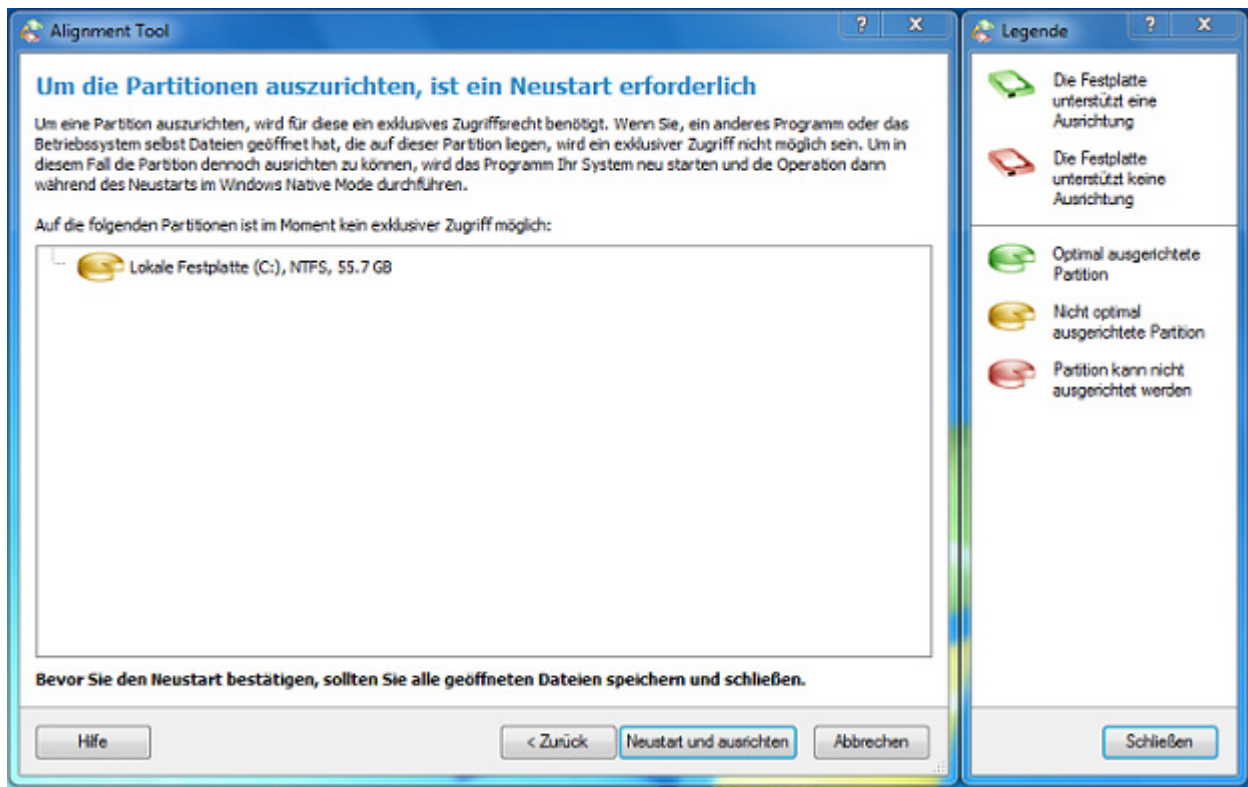 Alignment Tool
Um die Partitionen auszurichten, ist ein Neustart erforderlich
Um eine Partition auszurichten, wird für diese ein exklusives Zugriffsrecht benötigt. Wenn Sie, ein anderes Programm oder das
Betriebssystem selbst Dateien geöffnet hat, die auf dieser Partition liegen, wird ein exklusiver Zugriff nicht möglich sein. Um in
diesem Fall die Partition dennoch ausrichten zu können, wird das Programm Ihr System neu starten und die Operation dann
während des Neustarts im Windows Native Mode durchführen.
Auf die folgenden Partitionen ist im Moment kein exklusiver Zugriff möglich:
Lokale Festplatte (C:), NTFS, 55.7 GB
Bevor Sie den Neustart bestätigen, sollten Sie alle geöffneten Dateien speichern und schließen.
Hilfe
< Zurück
Neustart und ausrichten
Abbrechen
Legende
Die Festplatte
unterstützt eine
Ausrichtung
Die Festplatte
unterstützt keine
Ausrichtung
Optimal ausgerichtete
Partition
Nicht optimal
ausgerichtete Partition
Partition kann nicht
ausgerichtet werden
Schließen